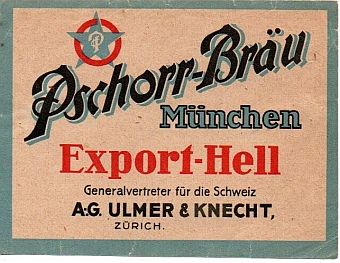 P
Pschorr-Bräu
München
Export-Hell
Generalvertreter für die Schweiz
A.-G. ULMER & KNECHT,
ZÜRICH.